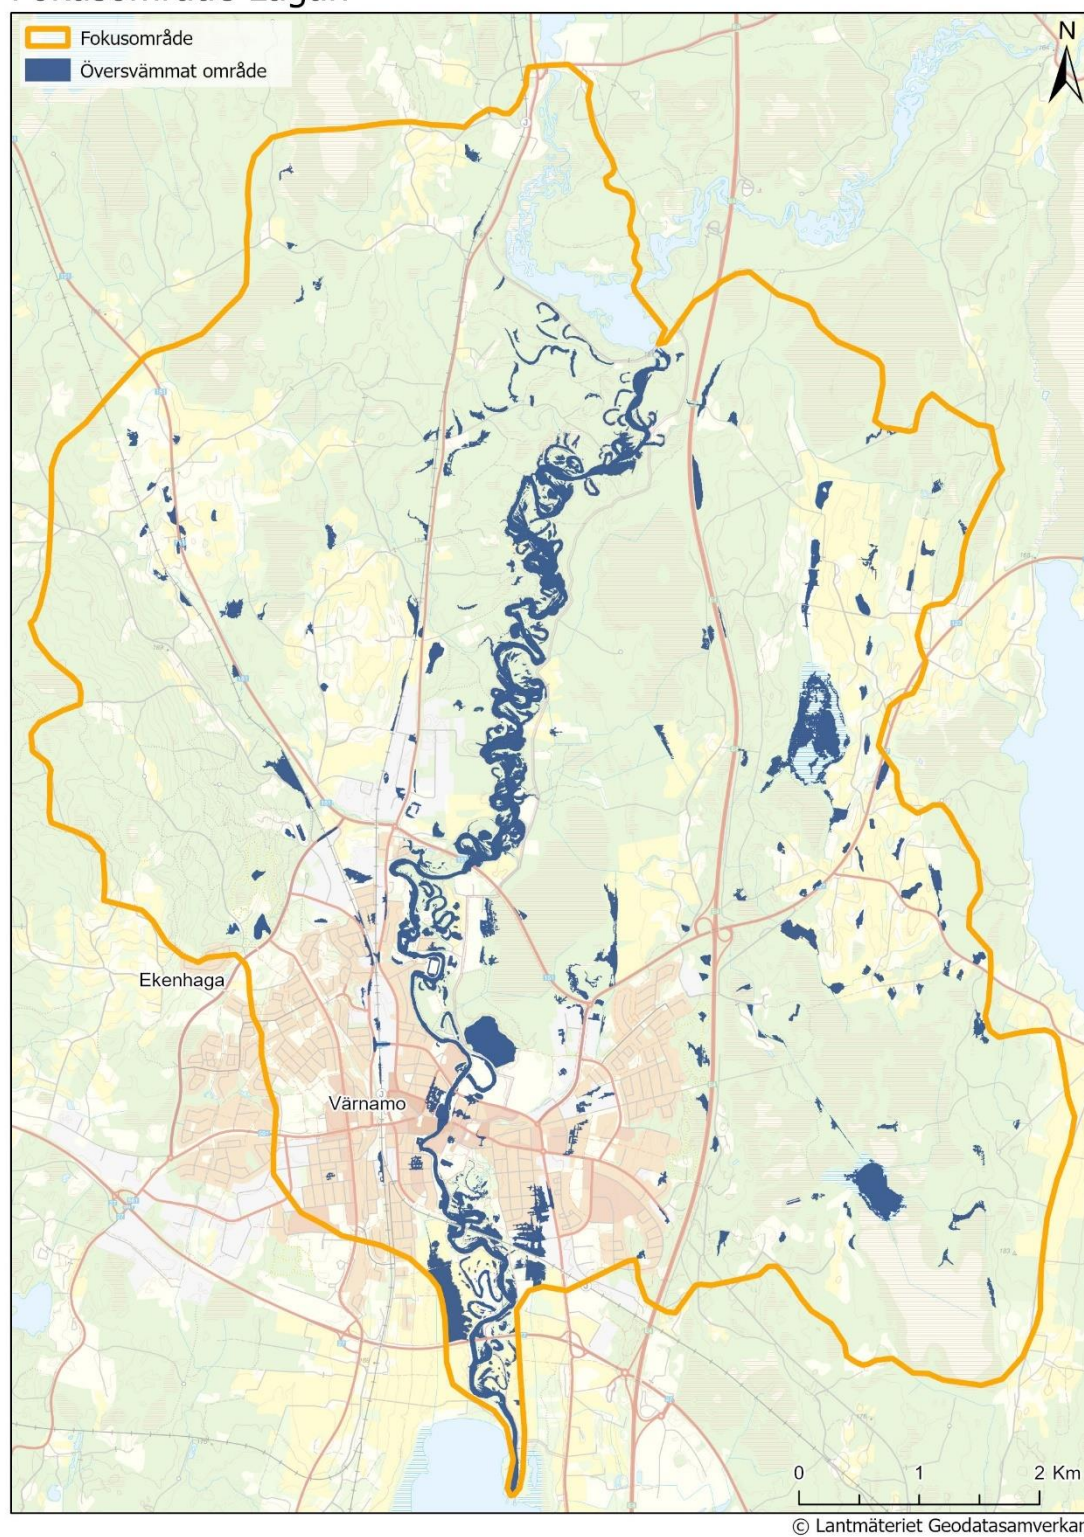 Fokusområde
Översvämmat område
N
Ekenhaga
Värnamo
0 1 2 Km
© Lantmäteriet Geodatasamverkan